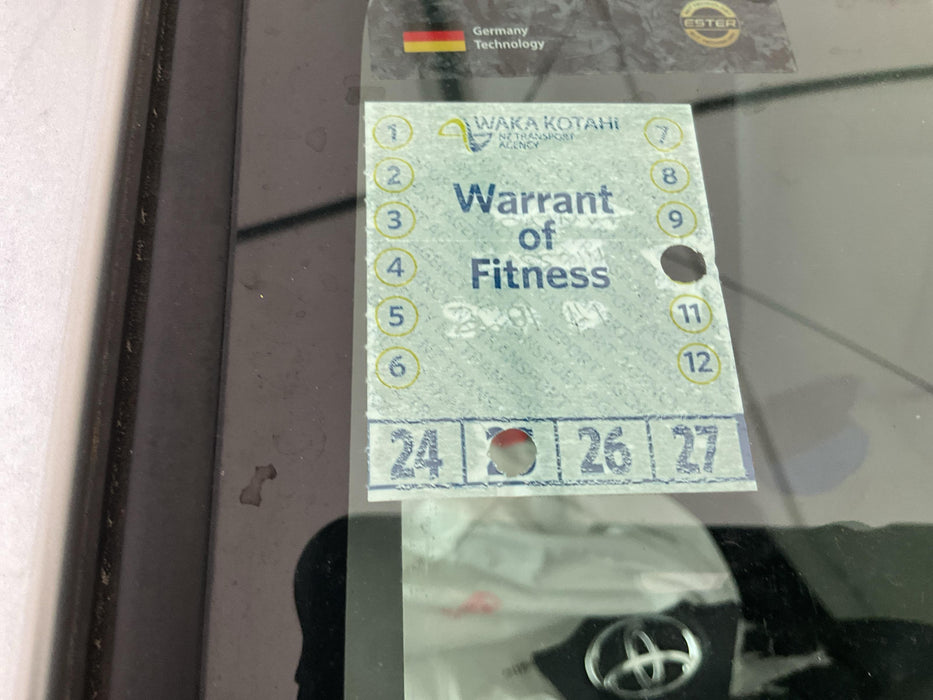 Germany
Technology
ESTER
WAKA KOTAHI
NZ TRANSPORT
AGENCY
1
7
2
8
3
9
4
5
11
6
12
Warrant
of
Fitness
24
26
27